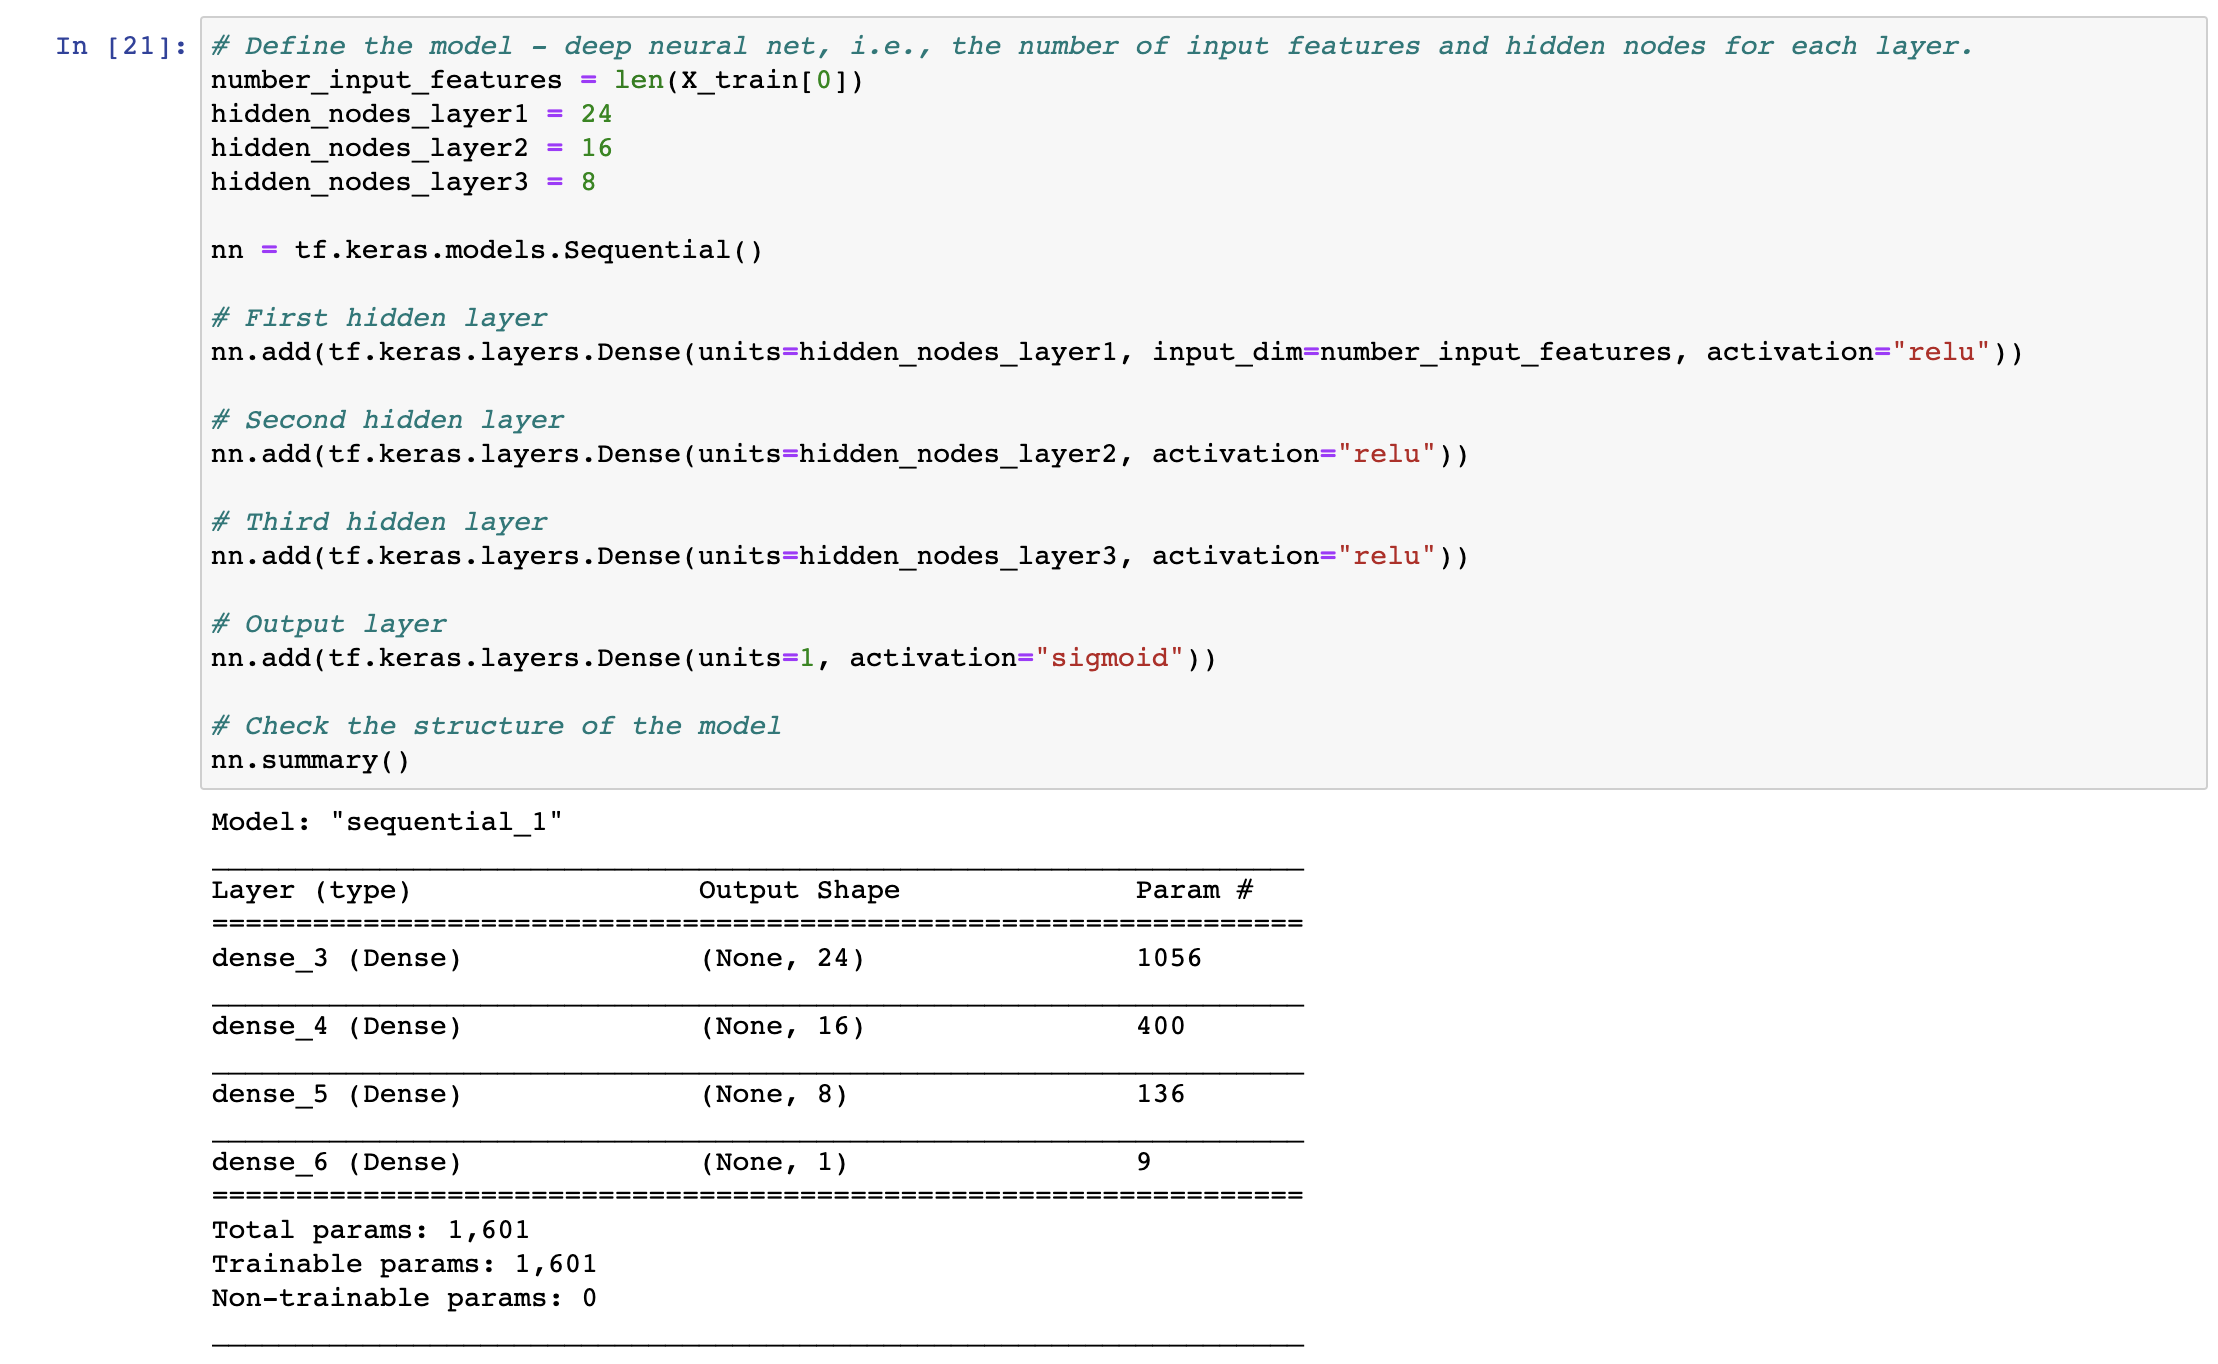 In [21]:
# Define the model - deep neural net, i.e., the number of input features and hidden nodes for each layer.
number_input_features = len(X_train[0])
hidden_nodes_layer1 = 24
hidden_nodes_layer2 = 16
hidden_nodes_layer3 = 8

nn = tf.keras.models.Sequential()

# First hidden layer
nn.add(tf.keras.layers.Dense(units=hidden_nodes_layer1, input_dim=number_input_features, activation="relu"))

# Second hidden layer
nn.add(tf.keras.layers.Dense(units=hidden_nodes_layer2, activation="relu"))

# Third hidden layer
nn.add(tf.keras.layers.Dense(units=hidden_nodes_layer3, activation="relu"))

# Output layer
nn.add(tf.keras.layers.Dense(units=1, activation="sigmoid"))

# Check the structure of the model
nn.summary()

Model: "sequential_1"
_________________________________________________________________
Layer (type)                 Output Shape              Param #
=================================================================
dense_3 (Dense)              (None, 24)                1056
_________________________________________________________________
dense_4 (Dense)              (None, 16)                400
_________________________________________________________________
dense_5 (Dense)              (None, 8)                 136
_________________________________________________________________
dense_6 (Dense)              (None, 1)                 9
=================================================================
Total params: 1,601
Trainable params: 1,601
Non-trainable params: 0
_________________________________________________________________